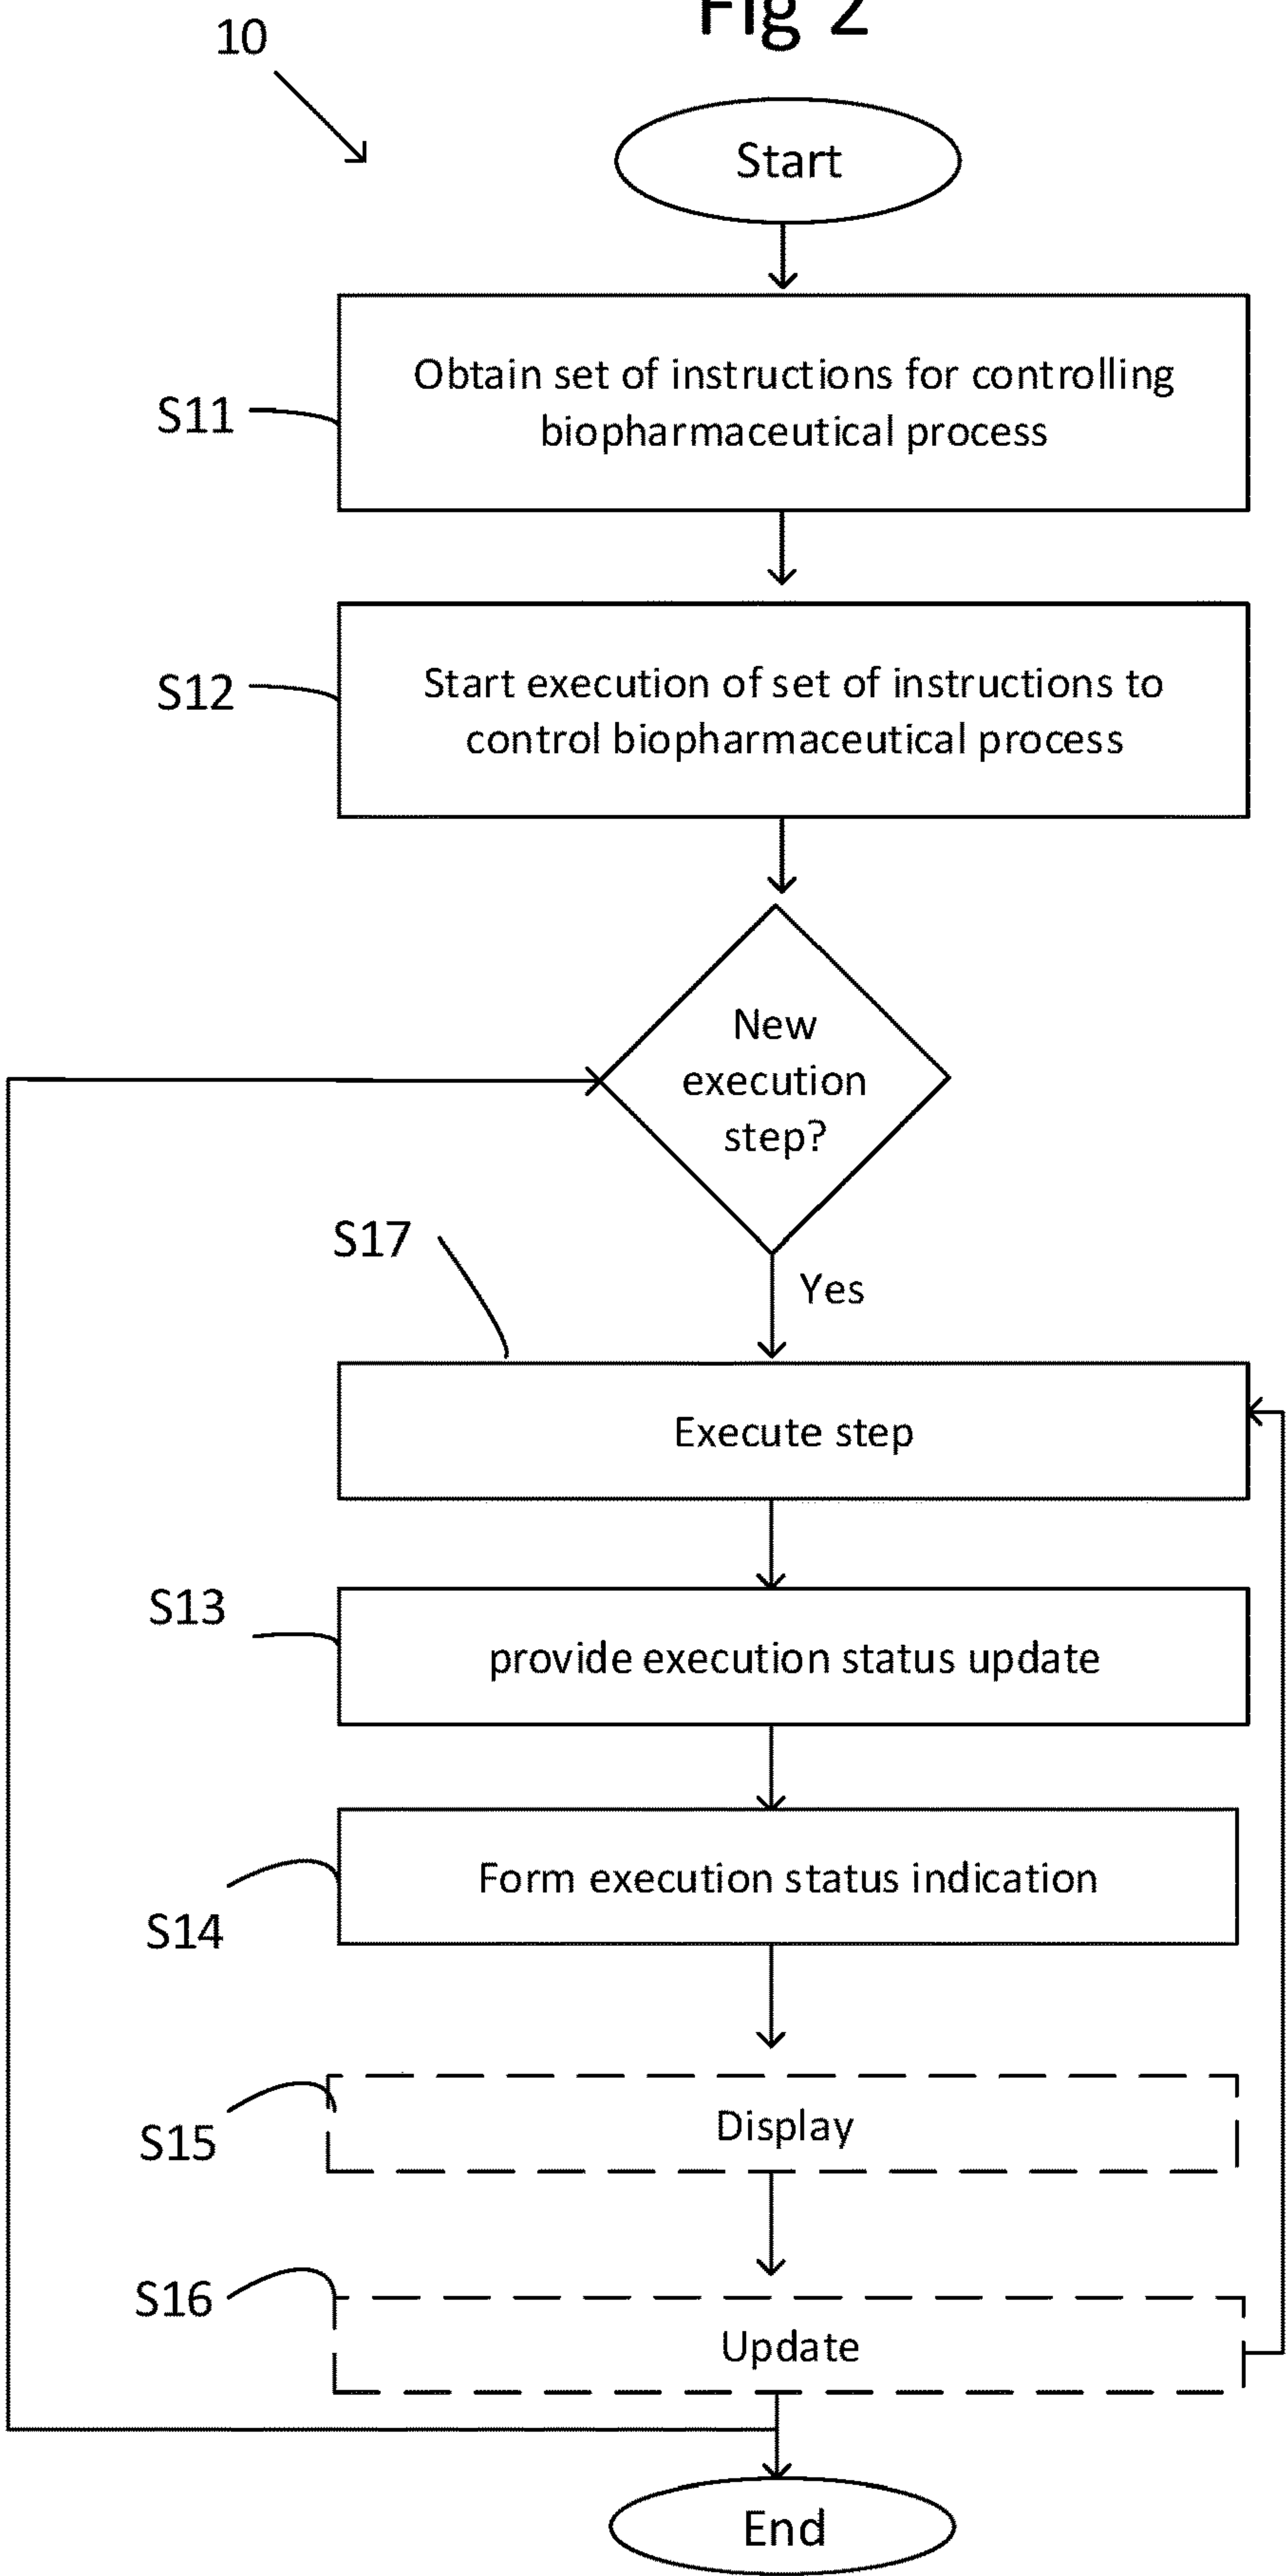 Fig 2
10
Start
S11
Obtain set of instructions for controlling
biopharmaceutical process
S12
Start execution of set of instructions to
control biopharmaceutical process
New
execution
step?
S17
Yes
Execute step
S13
provide execution status update
Form execution status indication
S14
Display
S15
S16
Update
End